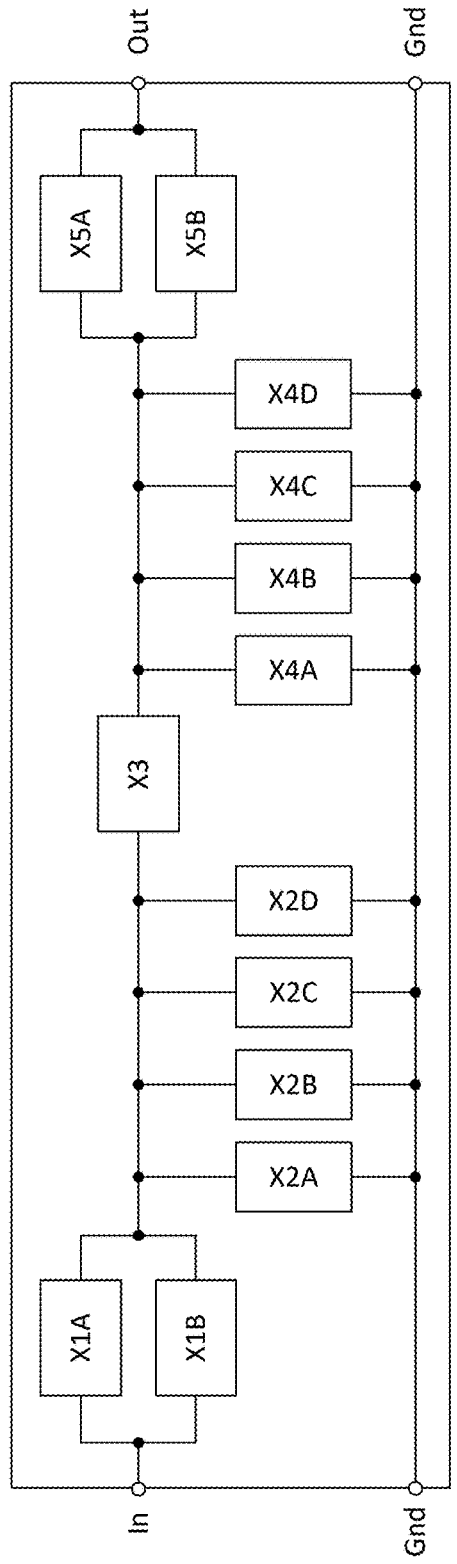 Out
Gnd
X5A
X5B
X4D
X4C
X4B
X4A
X3
X2D
X2C
X2B
X2A
X1A
X1B
In
Gnd